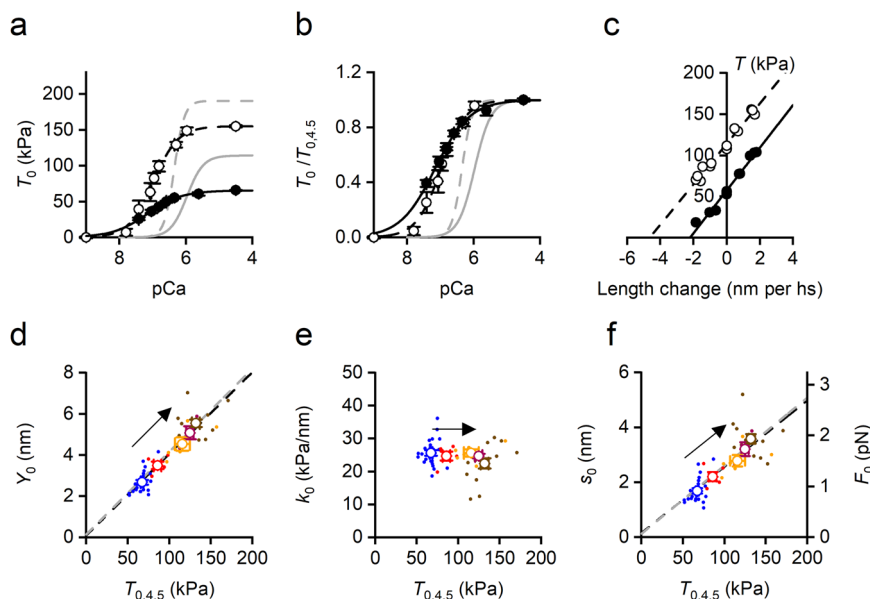 a
b
c
T0 (kPa)
200
150
100
50
0
8
6
4
pCa
T0 /T0,4.5
1.2
0.8
0.4
0.0
8
6
4
pCa
T (kPa)
200
150
100
50
-6 -4 -2 0 2 4
Length change (nm per hs)
d
e
f
Y0 (nm)
8
6
4
2
0
0 50 100 150 200
T0,4.5 (kPa)
k0 (kPa/nm)
40
30
20
10
0
0 50 100 150 200
T0,4.5 (kPa)
s0 (nm)
6
4
2
0
0 50 100 150 200
T0,4.5 (kPa)
3
2
1
0
F0 (pN)